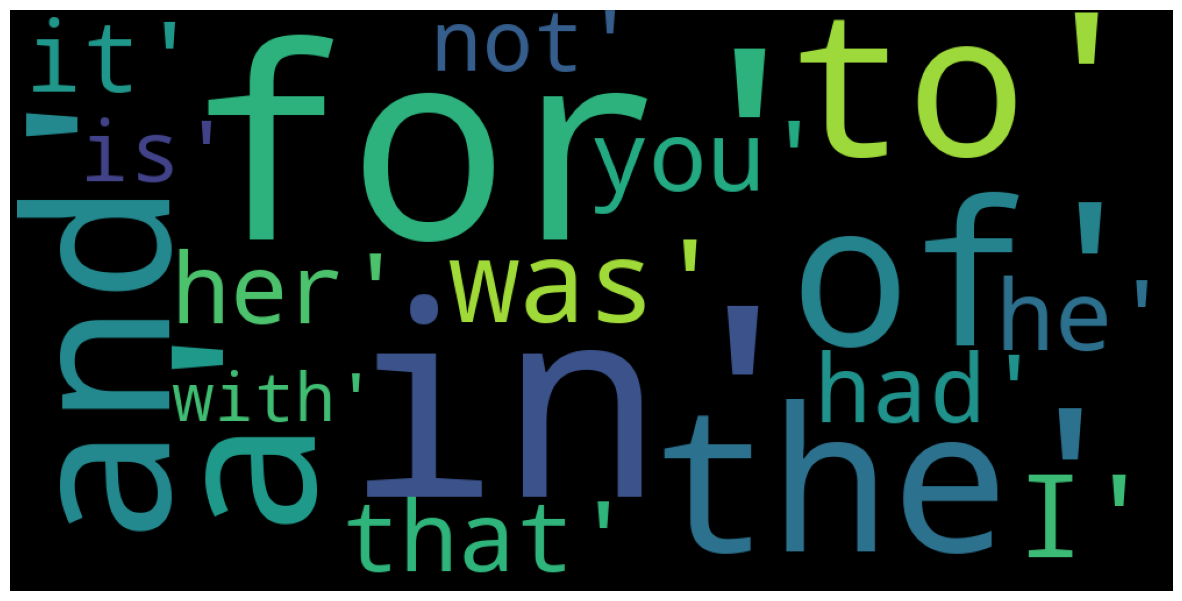 it'
not'
for'
to'
is'
you'
and'
of'
her'
was'
he'
in'
with'
a'
had'
the'
I'
that'